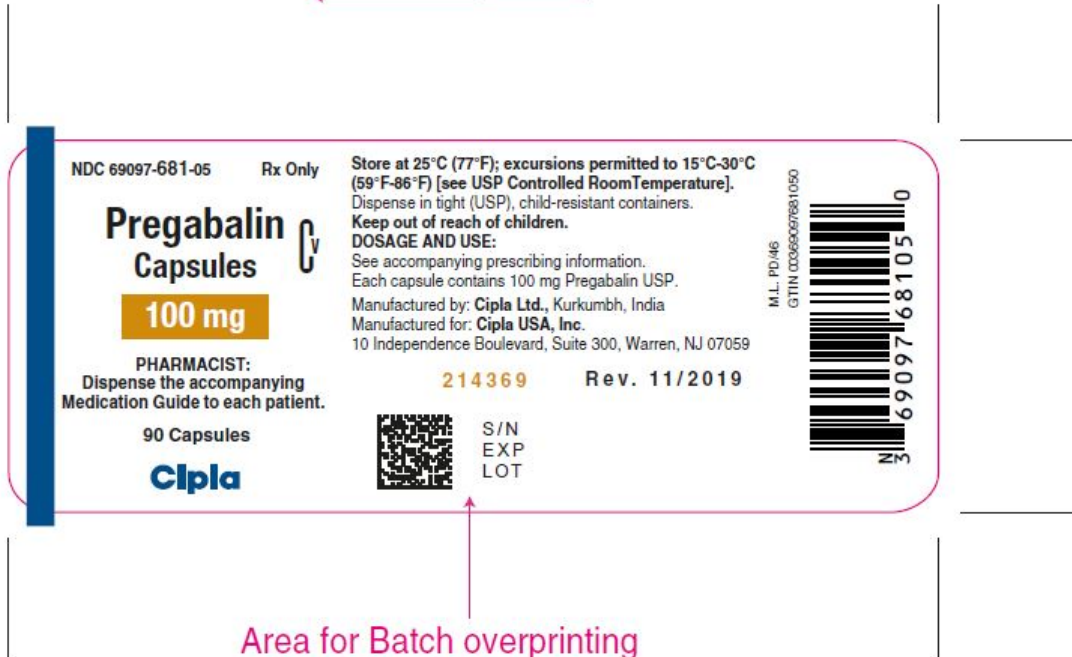 NDC 69097-681-05 Rx Only
Pregabalin CV
Capsules
100 mg
PHARMACIST:
Dispense the accompanying
Medication Guide to each patient.
90 Capsules
Cipla
Store at 25°C (77°F); excursions permitted to 15°C-30°C
(59°F-86°F) [see USP Controlled RoomTemperature].
Dispense in tight (USP), child-resistant containers.
Keep out of reach of children.
DOSAGE AND USE:
See accompanying prescribing information.
Each capsule contains 100 mg Pregabalin USP.
Manufactured by: Cipla Ltd., Kurkumbh, India
Manufactured for: Cipla USA, Inc.
10 Independence Boulevard, Suite 300, Warren, NJ 07059
214369 Rev. 11/2019
S/N
EXP
LOT
M.L. PD/46
GTIN 00369097681050
N
3 69097 68105 0
Area for Batch overprinting